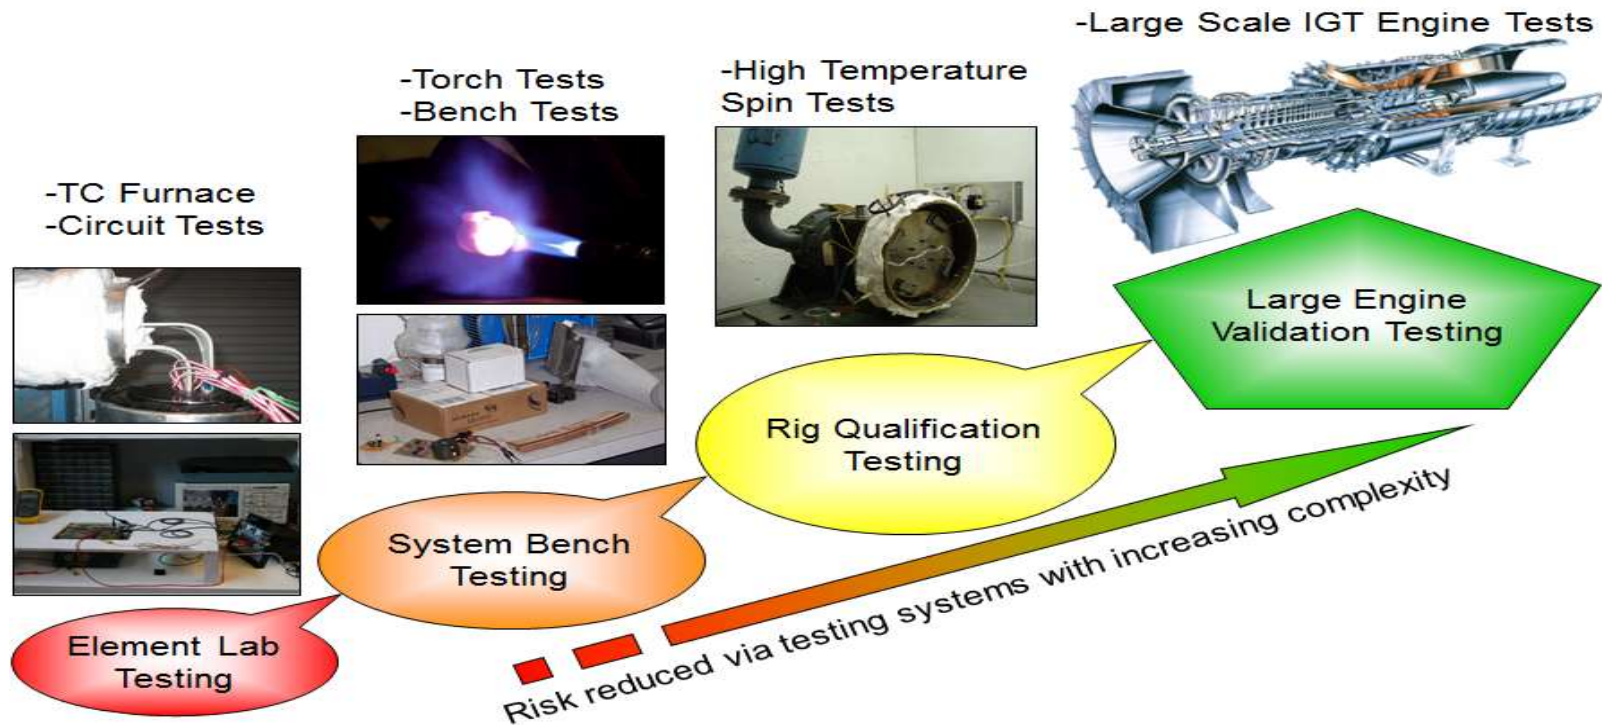 -Large Scale IGT Engine Tests
-Torch Tests
-Bench Tests
-High Temperature
Spin Tests
-TC Furnace
-Circuit Tests
Large Engine
Validation Testing
Rig Qualification
Testing
System Bench
Testing
Element Lab
Testing
Risk reduced via testing systems with increasing complexity